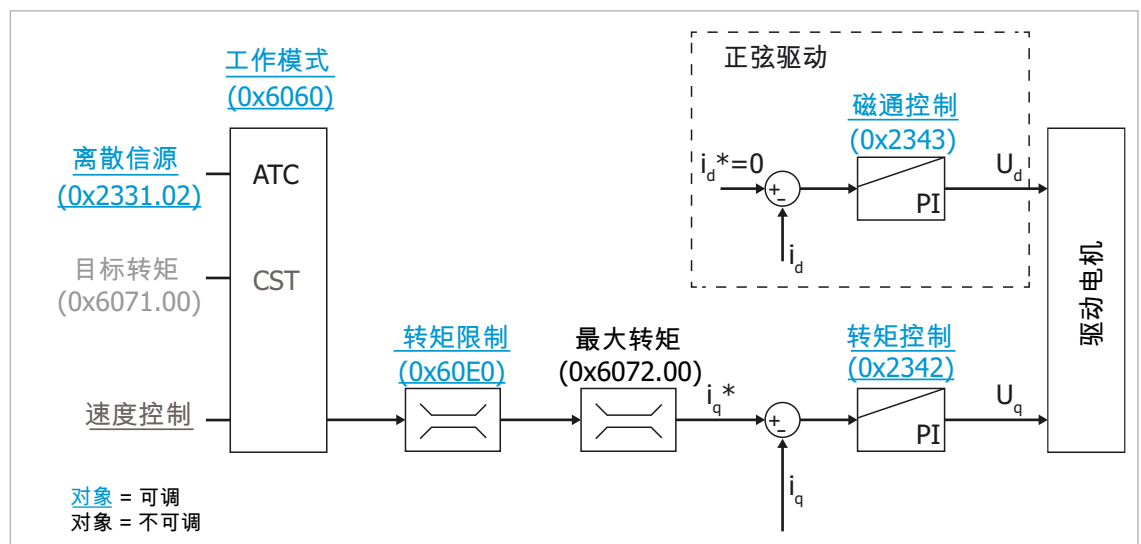 工作模式
(0x6060)
正弦驱动
磁通控制
(0x2343)
离散信源
(0x2331.02)
ATC
i_d*=0
+
-
PI
U_d
i_d
目标转矩
(0x6071.00)
CST
驱动电机
转矩限制
(0x60E0)
最大转矩
(0x6072.00)
转矩控制
(0x2342)
速度控制
i_q*
+
-
PI
U_q
i_q
对象 = 可调
对象 = 不可调